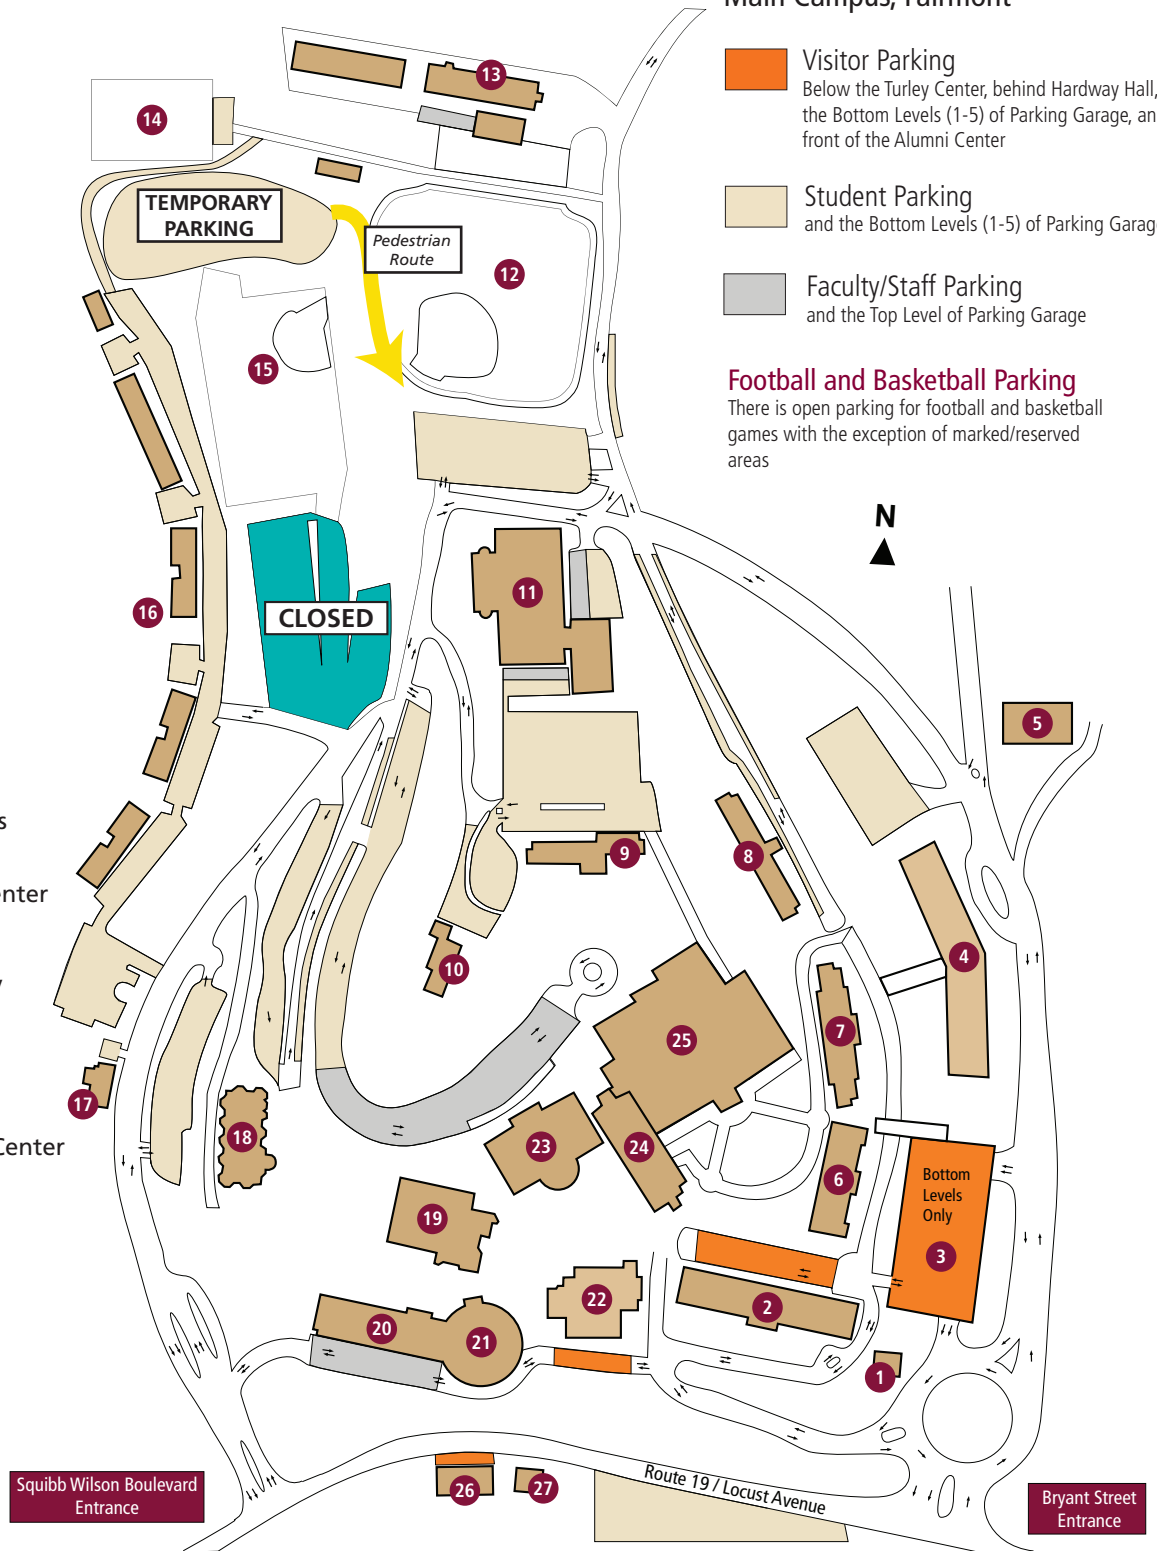 Main Campus, Fairmont
Visitor Parking
Below the Turley Center, behind Hardway Hall,
the Bottom Levels (1-5) of Parking Garage, an
front of the Alumni Center
Student Parking
and the Bottom Levels (1-5) of Parking Garag
Faculty/Staff Parking
and the Top Level of Parking Garage
Football and Basketball Parking
There is open parking for football and basketball
games with the exception of marked/reserved
areas
N
13
14
TEMPORARY
PARKING
Pedestrian
Route
12
15
11
16
CLOSED
5
s
9
8
enter
10
4
25
7
17
18
Center
23
24
6
Bottom
Levels
Only
3
19
22
2
20
21
1
Squibb Wilson Boulevard
Entrance
26
27
Route 19 / Locust Avenue
Bryant Street
Entrance